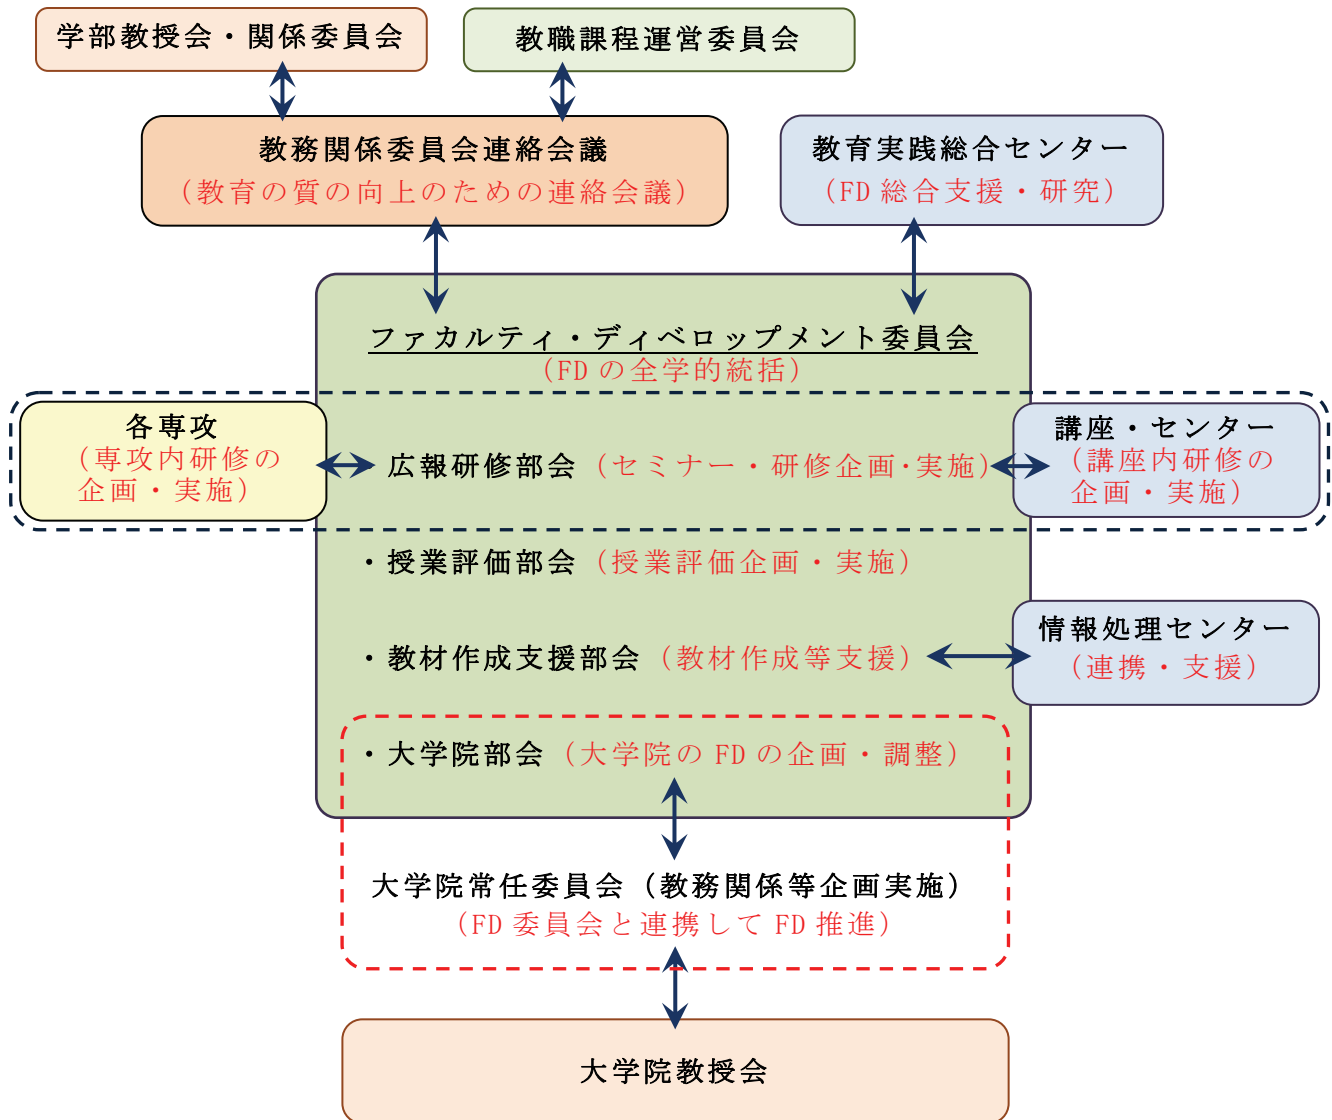 学部教授会・関係委員会
教職課程運営委員会
教務関係委員会連絡会議
（教育の質の向上のための連絡会議）
教育実践総合センター
（FD 総合支援・研究）
ファカルティ・ディベロップメント委員会
（FD の全学的統括）
各専攻
（専攻内研修の
企画・実施）
広報研修部会（セミナー・研修企画・実施）
講座・センター
（講座内研修の
企画・実施）
・授業評価部会（授業評価企画・実施）
・教材作成支援部会（教材作成等支援）
情報処理センター
（連携・支援）
・大学院部会（大学院の FD の企画・調整）
大学院常任委員会（教務関係等企画実施）
（FD 委員会と連携して FD 推進）
大学院教授会